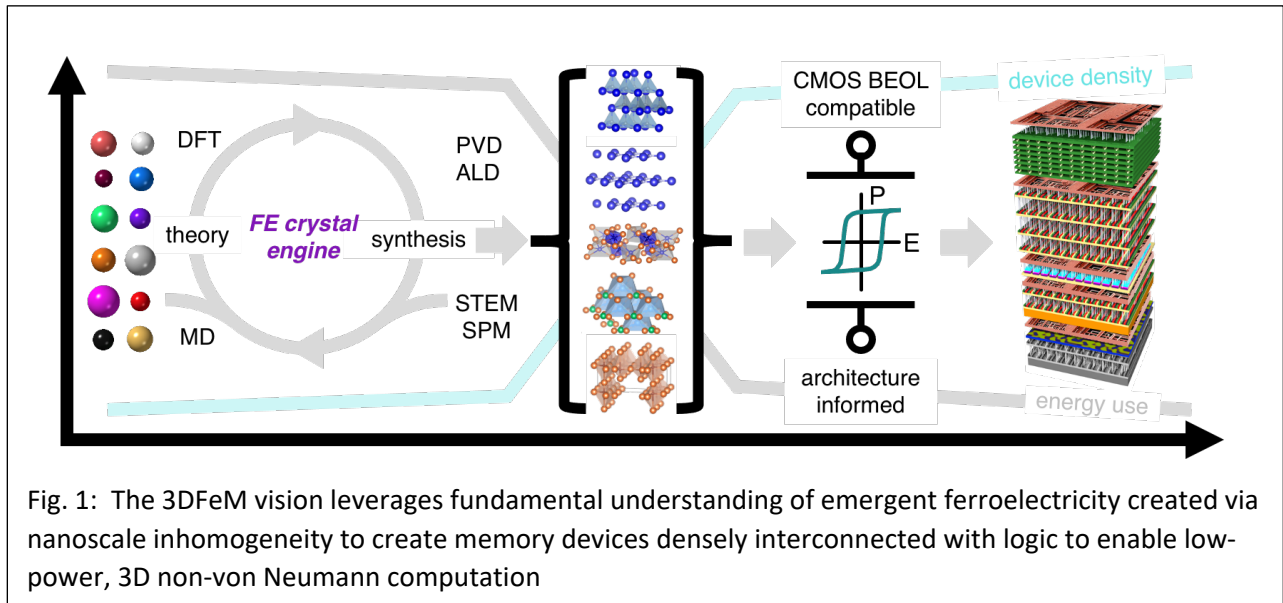 DFT
theory
MD
FE crystal
engine
synthesis
PVD
ALD
STEM
SPM
CMOS BEOL
compatible
P
E
architecture
informed
device density
energy use
Fig. 1: The 3DFeM vision leverages fundamental understanding of emergent ferroelectricity created via
nanoscale inhomogeneity to create memory devices densely interconnected with logic to enable low-
power, 3D non-von Neumann computation